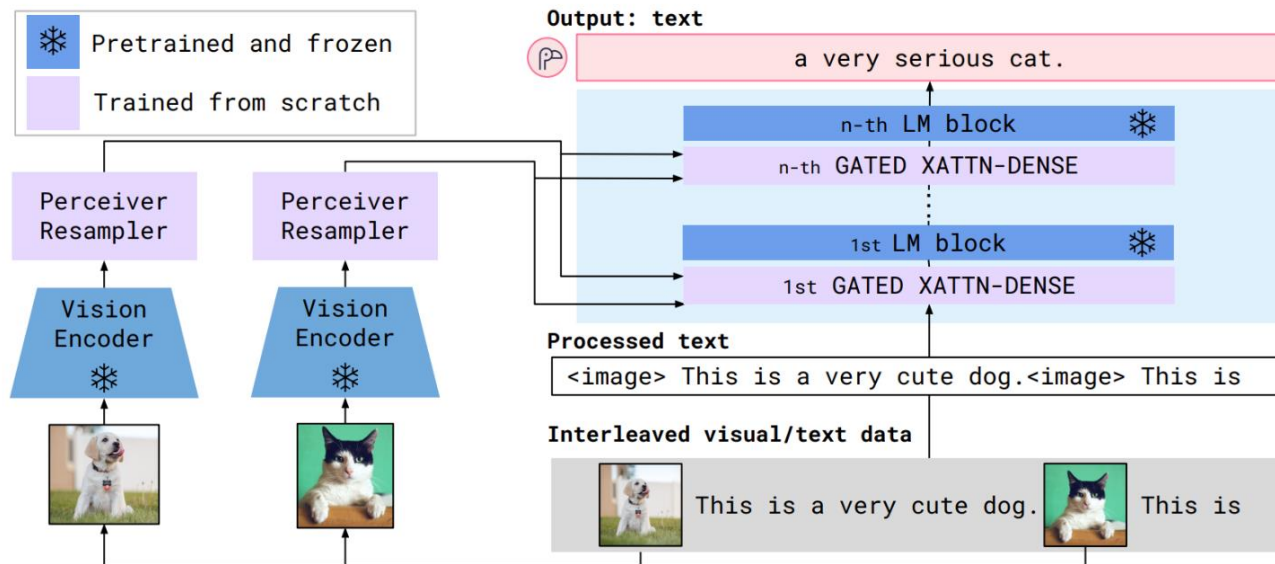 Pretrained and frozen
Trained from scratch
Output: text
a very serious cat.
n-th LM block
n-th GATED XATTN-DENSE
1st LM block
1st GATED XATTN-DENSE
Perceiver
Resampler
Perceiver
Resampler
Vision
Encoder
Vision
Encoder
Processed text
<image> This is a very cute dog.<image> This is
Interleaved visual/text data
This is a very cute dog.
This is